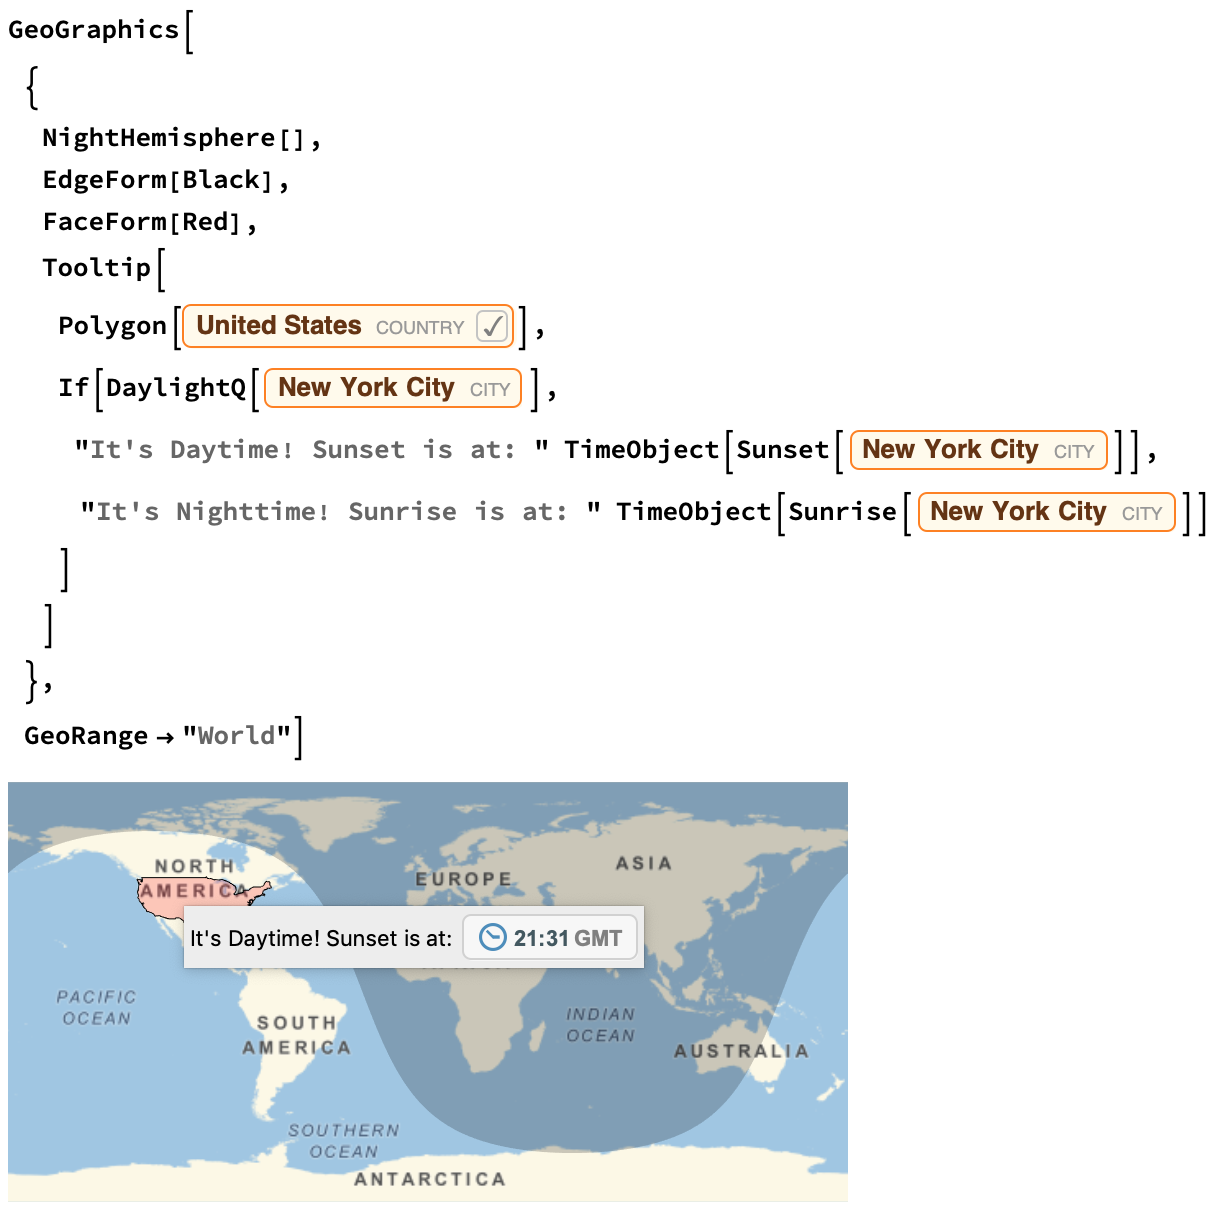 GeoGraphics[
{
NightHemisphere[],
EdgeForm[Black],
FaceForm[Red],
Tooltip[
Polygon[United States COUNTRY ✓],
If[DaylightQ[New York City CITY],
"It's Daytime! Sunset is at: " TimeObject[Sunset[New York City CITY]],
"It's Nighttime! Sunrise is at: " TimeObject[Sunrise[New York City CITY]]
]
]
},
GeoRange → "World"]
NORTH
AMERICA
EUROPE
ASIA
It's Daytime! Sunset is at: 21:31 GMT
PACIFIC
OCEAN
SOUTH
AMERICA
INDIAN
OCEAN
AUSTRALIA
SOUTHERN
OCEAN
ANTARCTICA